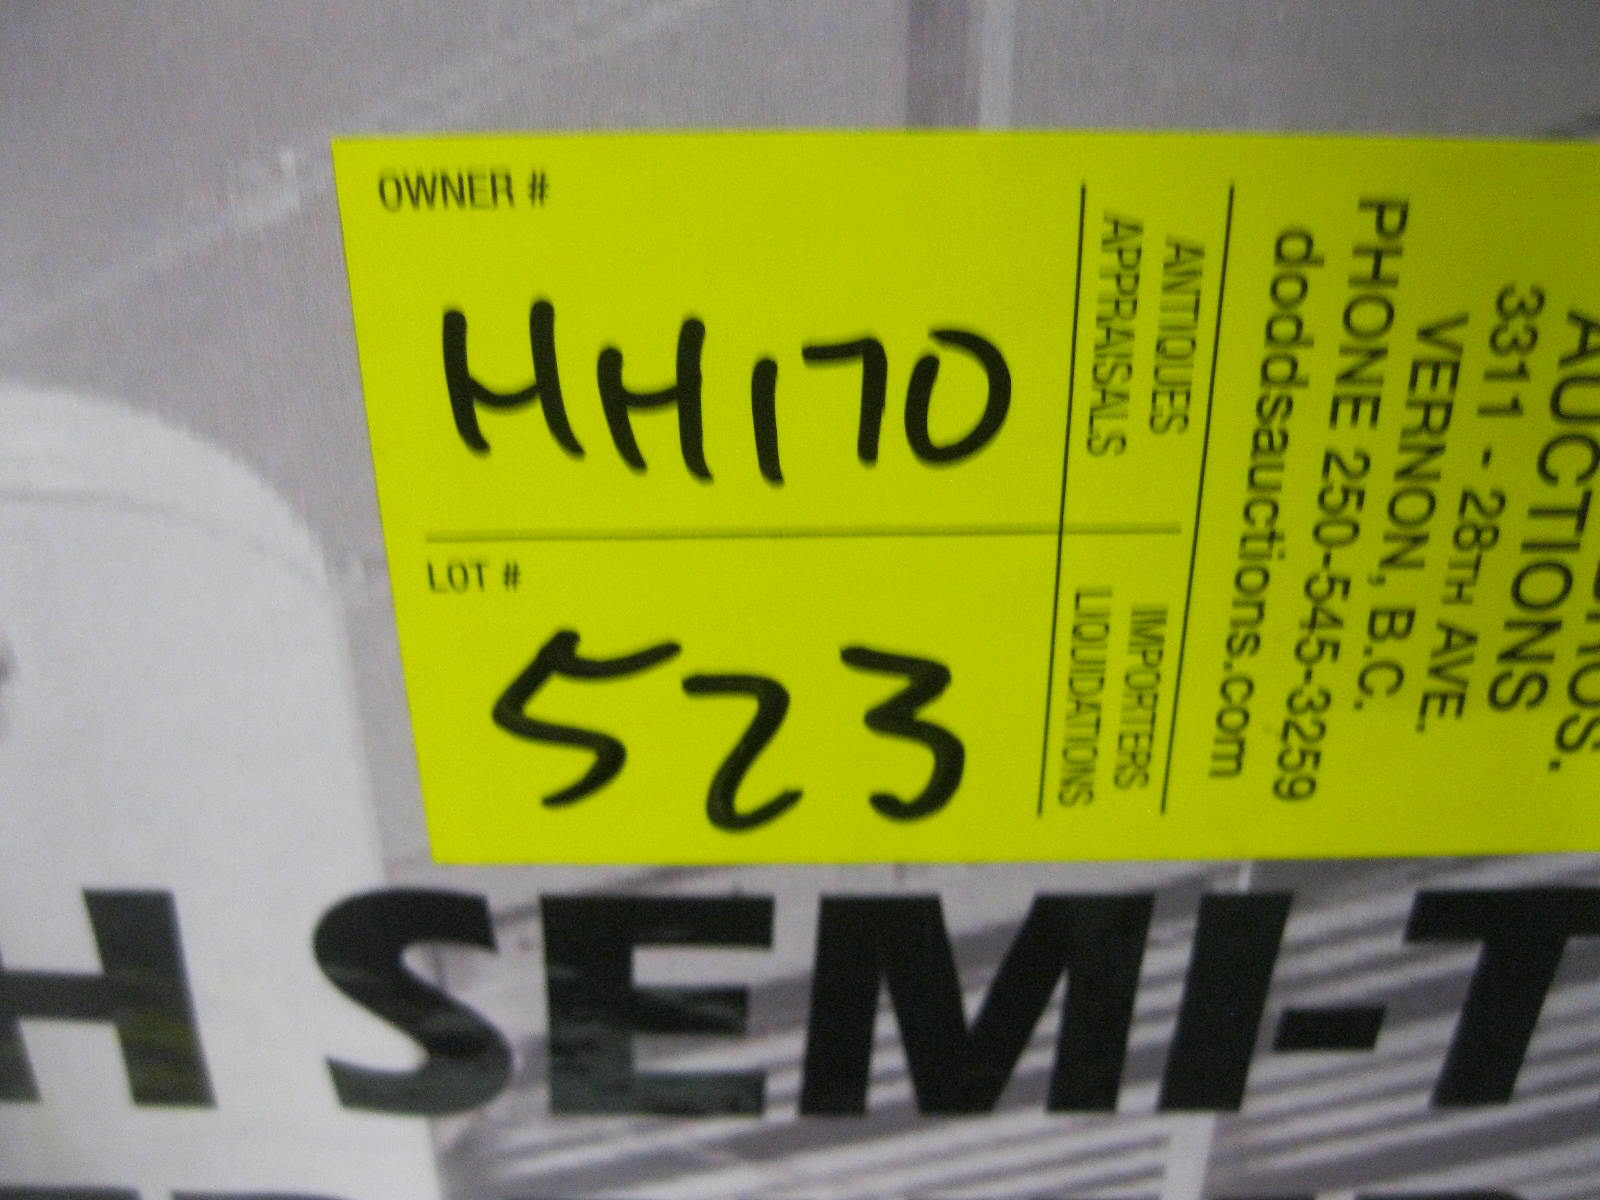 OWNER #
HH170
LOT #
523
ANTIQUES
APPRAISALS
IMPORTERS
LIQUIDATIONS
AUCTIONS
3311 - 28TH AVE.
VERNON, B.C.
PHONE 250-545-3259
doddsauctions.com
H SEMI-T